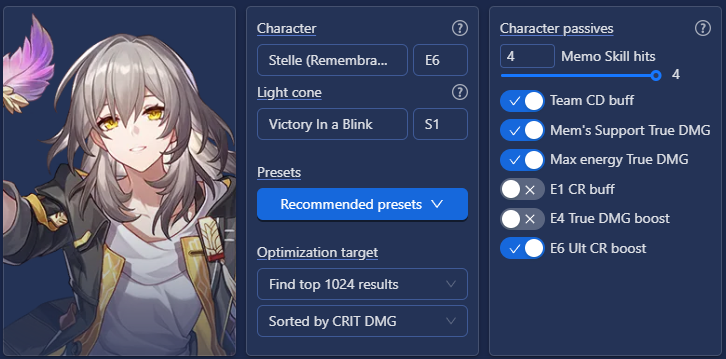 Character
Stelle (Remembra... E6
Light cone
Victory In a Blink S1
Presets
Recommended presets
Optimization target
Find top 1024 results
Sorted by CRIT DMG
Character passives
4 Memo Skill hits
4
Team CD buff
Mem's Support True DMG
Max energy True DMG
E1 CR buff
E4 True DMG boost
E6 Ult CR boost